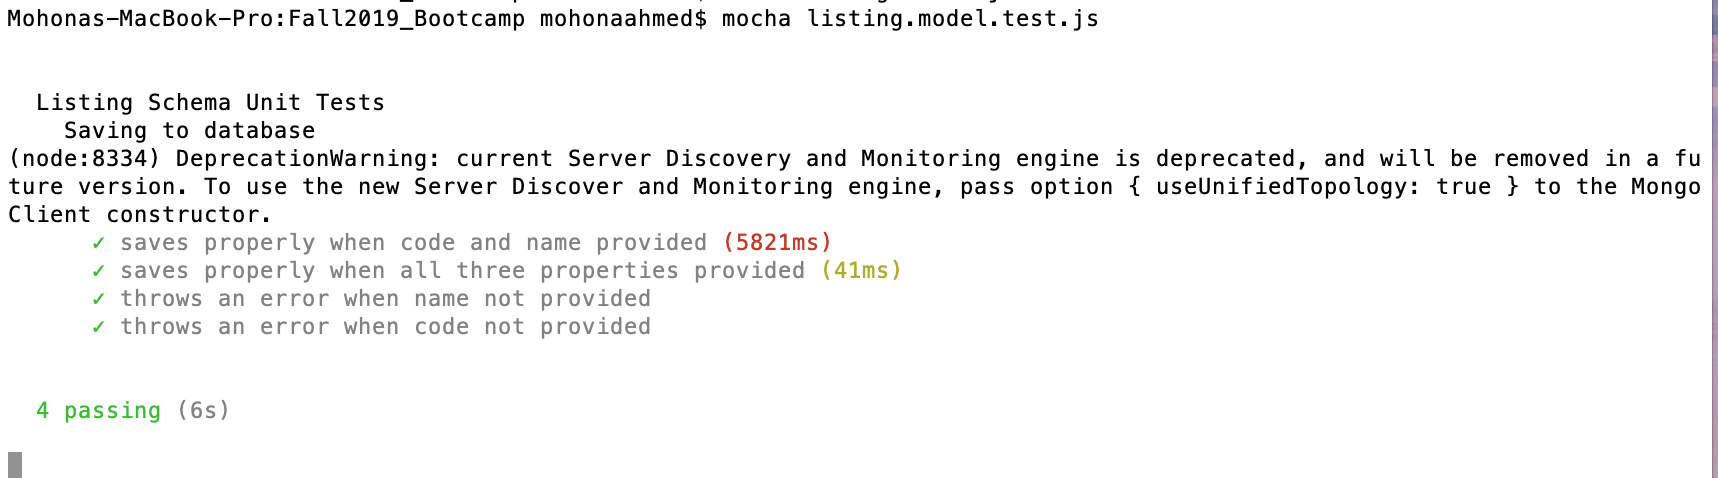 Mohonas-MacBook-Pro:Fall2019_Bootcamp mohonaahmed$ mocha listing.model.test.js
Listing Schema Unit Tests
Saving to database
(node:8334) DeprecationWarning: current Server Discovery and Monitoring engine is deprecated, and will be removed in a fu
ture version. To use the new Server Discover and Monitoring engine, pass option { useUnifiedTopology: true } to the Mongo
Client constructor.
✓ saves properly when code and name provided (5821ms)
✓ saves properly when all three properties provided (41ms)
✓ throws an error when name not provided
✓ throws an error when code not provided
4 passing (6s)